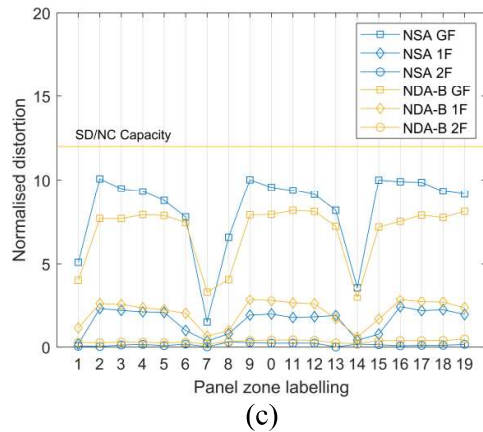 20
15
10
5
0
Normalised distortion
NSA GF
NSA 1F
NSA 2F
NDA-B GF
NDA-B 1F
NDA-B 2F
SD/NC Capacity
1 2 3 4 5 6 7 8 9 0 11 12 13 14 15 16 17 18 19
Panel zone labelling
(c)